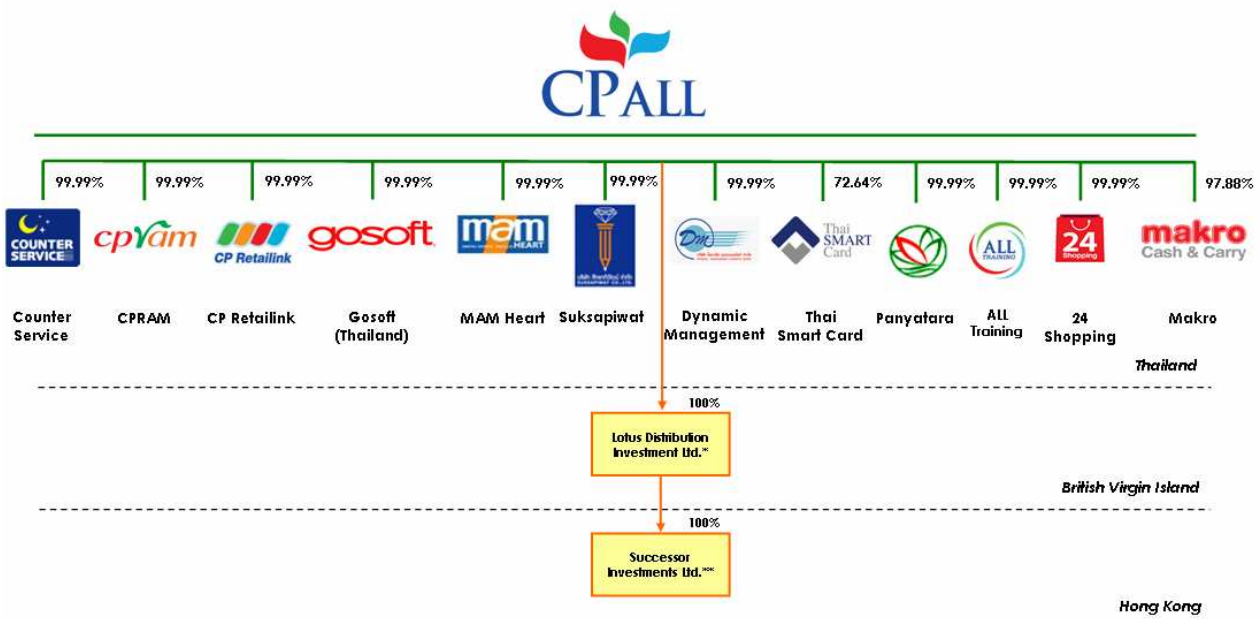 CPALL
99.99% 99.99% 99.99% 99.99% 99.99% 99.99% 99.99% 72.64% 99.99% 99.99% 99.99% 97.88%
COUNTER
SERVICE
cpram
CP Retailink
gosoft
mam
HEART
SUKSAPIWAT CO.,LTD.
DM
Thai
SMART
Card
ALL
TRAINING
24
Shopping
makro
Cash & Carry
Counter
Service
CPRAM
CP Retailink
Gosoft
(Thailand)
MAM Heart
Suksapiwat
Dynamic
Management
Thai
Smart Card
Panyatara
ALL
Training
24
Shopping
Makro
Thailand
100%
Lotus Distribution
Investment Ltd.*
British Virgin Island
100%
Successor
Investments Ltd.**
Hong Kong